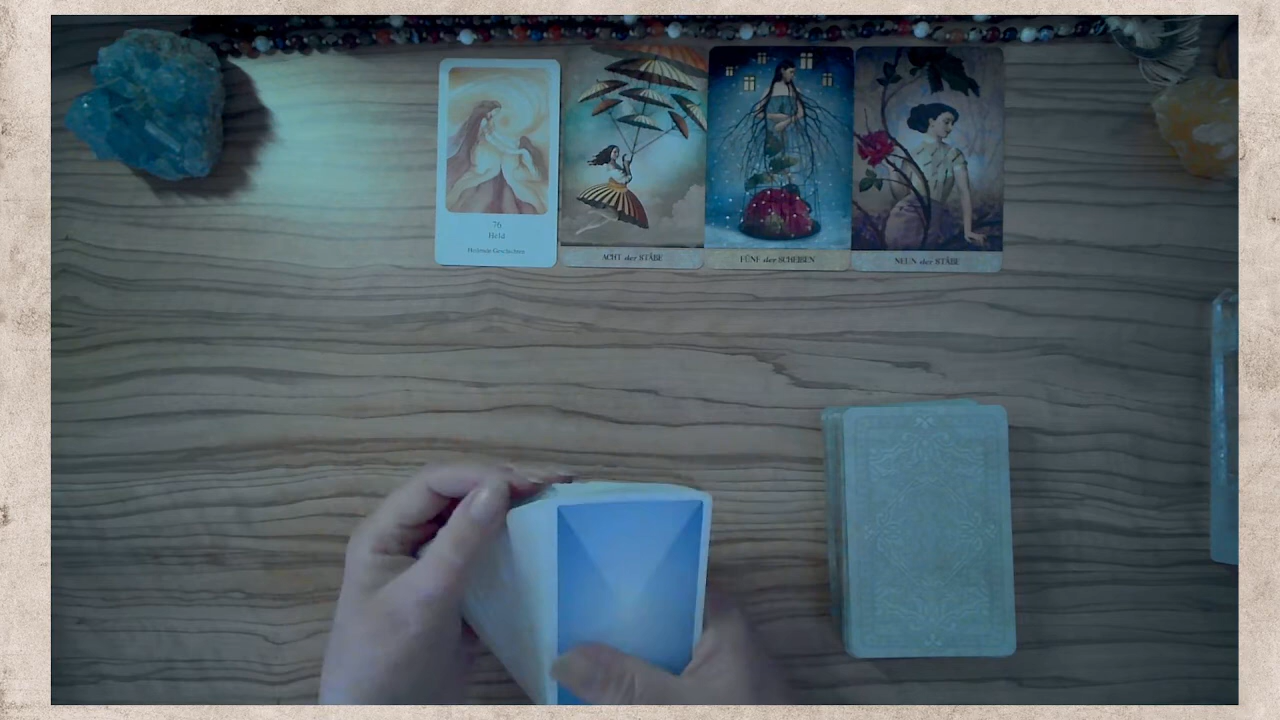 76
Held
Heilende Geschichten
ACHT der STÄBE
FÜNF der SCHEIBEN
NEUN der STÄBE